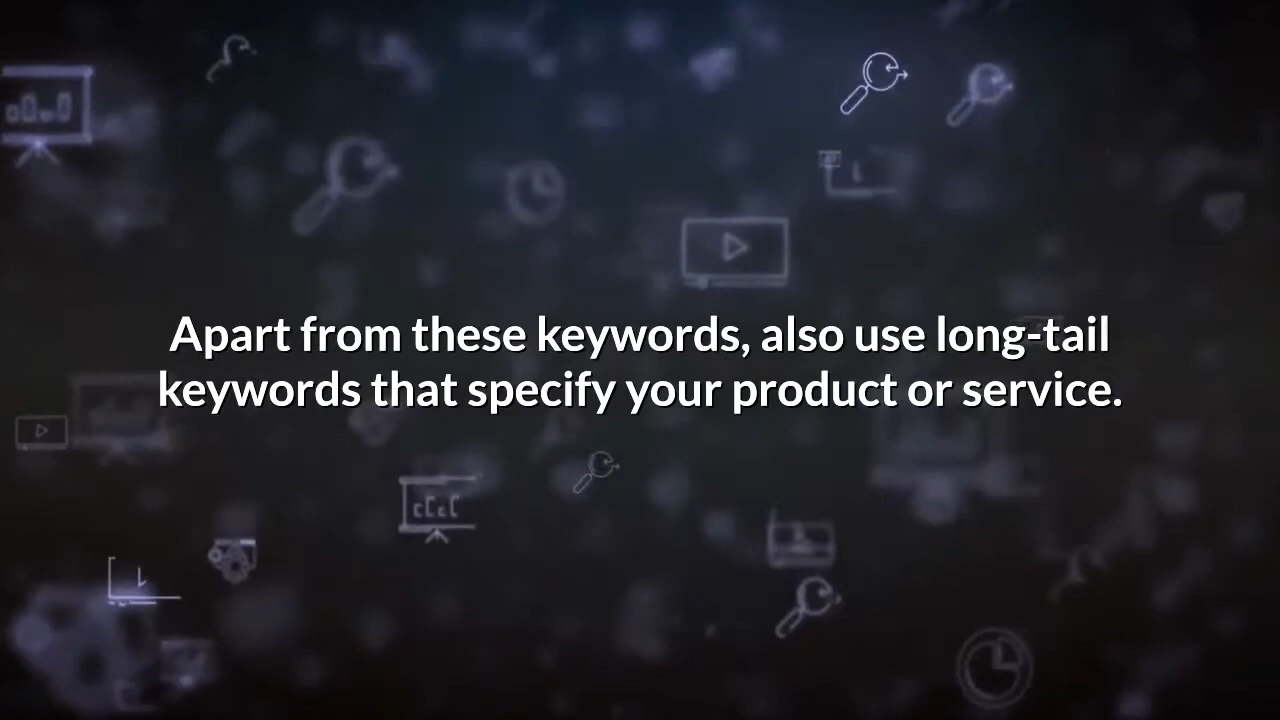 Apart from these keywords, also use long-tail
keywords that specify your product or service.